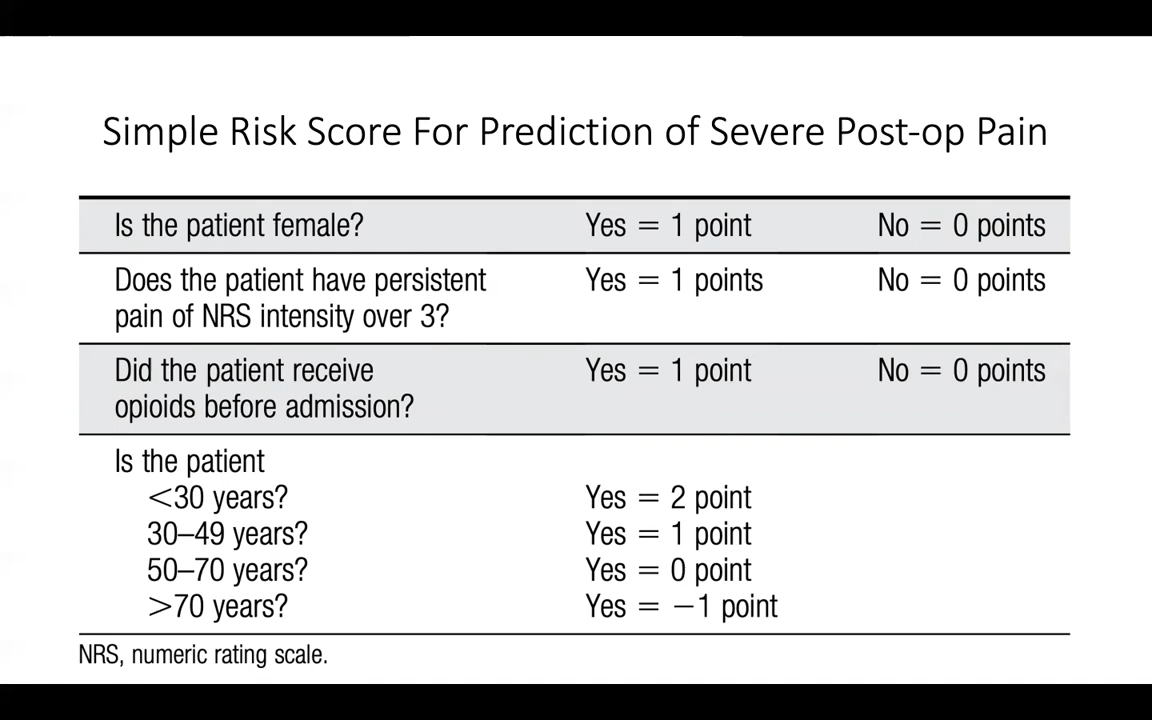 Simple Risk Score For Prediction of Severe Post-op Pain
Is the patient female? Yes = 1 point No = 0 points
Does the patient have persistent Yes = 1 points No = 0 points
pain of NRS intensity over 3?
Did the patient receive Yes = 1 point No = 0 points
opioids before admission?
Is the patient
<30 years? Yes = 2 point
30–49 years? Yes = 1 point
50–70 years? Yes = 0 point
>70 years? Yes = −1 point
NRS, numeric rating scale.